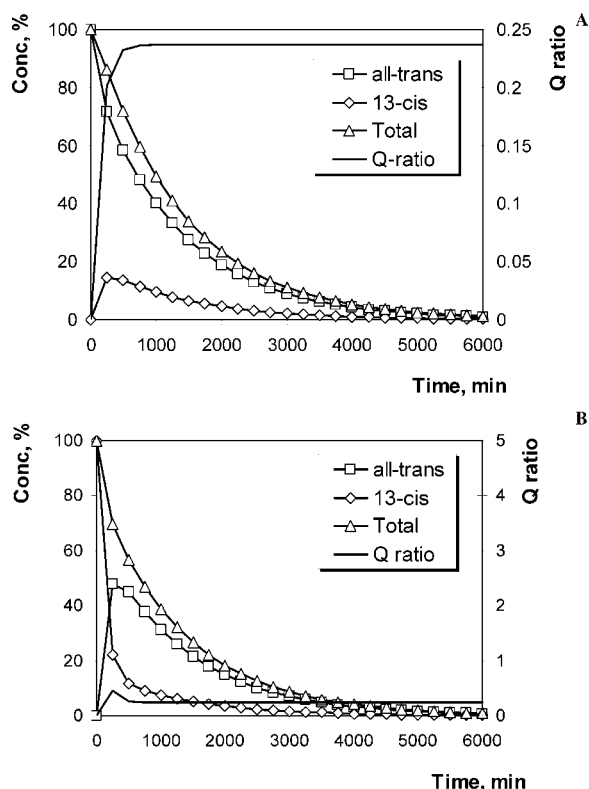 A
Conc, %
Q ratio
100
80
60
40
20
0
0.25
0.2
0.15
0.1
0.05
0
all-trans
13-cis
Total
Q-ratio
0 1000 2000 3000 4000 5000 6000
Time, min
B
Conc, %
Q ratio
100
80
60
40
20
0
5
4
3
2
1
0
all-trans
13-cis
Total
Q ratio
0 1000 2000 3000 4000 5000 6000
Time, min